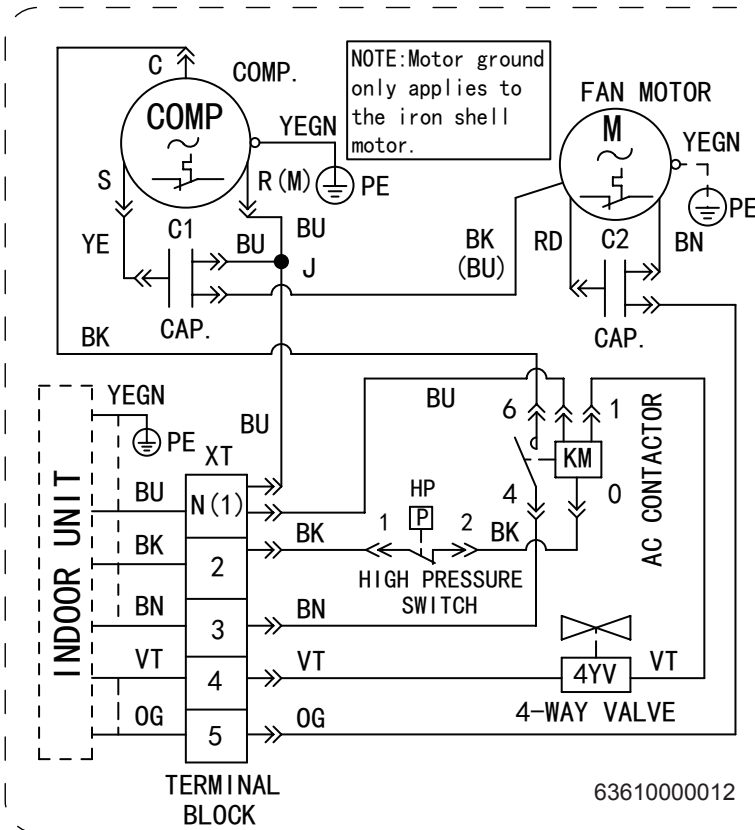 C
COMP.
COMP
YEGN
S
R(M)
PE
NOTE:Motor ground
only applies to
the iron shell
motor.
FAN MOTOR
M
YEGN
PE
YE
C1
BU
BU
J
CAP.
BK
(BU)
RD
C2
BN
CAP.
BK
YEGN
PE
BU
XT
BU
6
1
KM
AC CONTACTOR
INDOOR UNIT
BU
N(1)
HP
P
4
0
BK
2
BK
1
2
BK
HIGH PRESSURE
SWITCH
BN
3
BN
VT
4
VT
4YV
VT
4-WAY VALVE
OG
5
OG
TERMINAL
BLOCK
63610000012